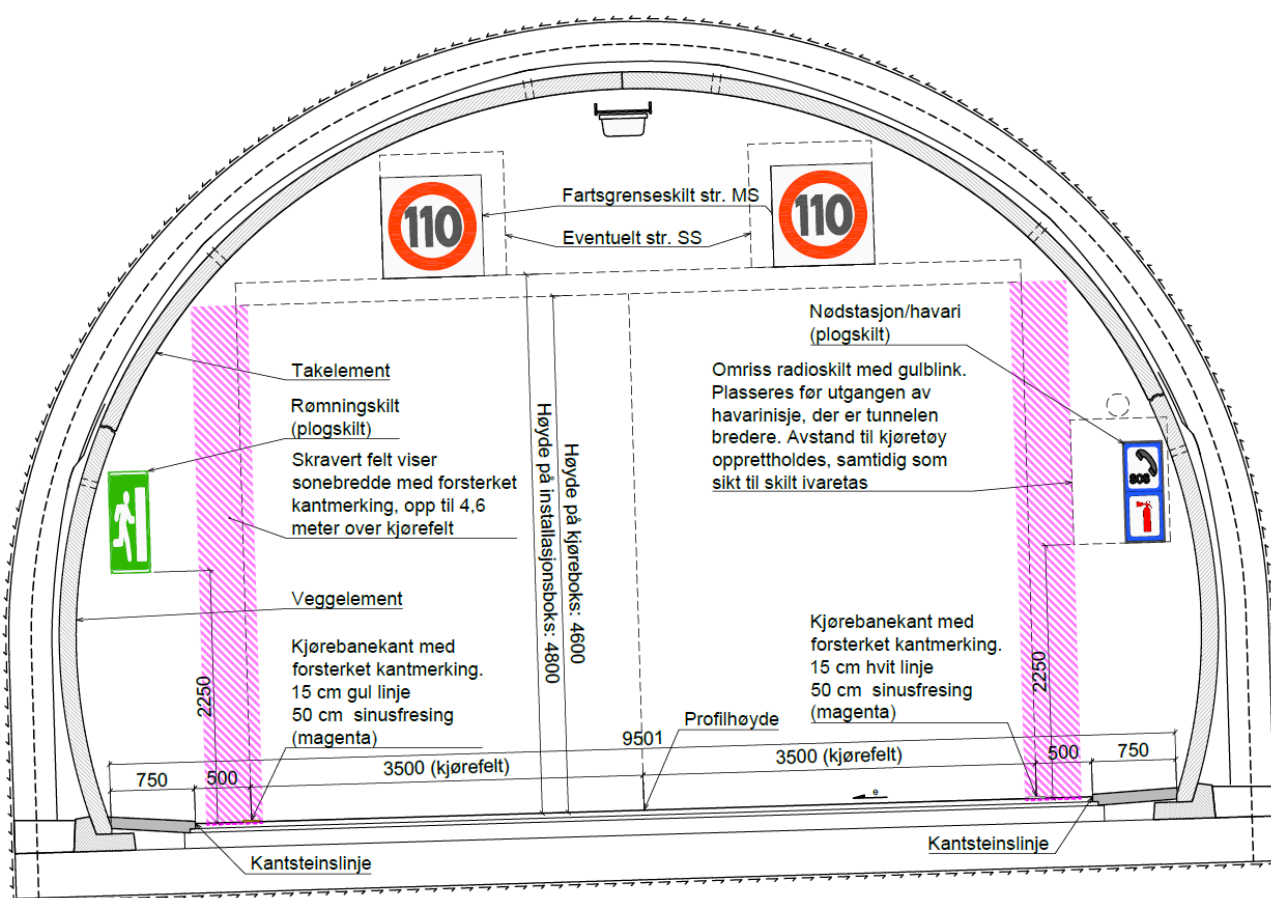 110
110
Fartsgrenseskilt str. MS
Eventuelt str. SS
Nødstasjon/havari
(plogskilt)
Takelement
Rømningskilt
(plogskilt)
Skravert felt viser
sonebredde med forsterket
kantmerking, opp til 4,6
meter over kjørefelt
Omriss radioskilt med gulblink.
Plasseres før utgangen av
havarinisje, der er tunnelen
bredere. Avstand til kjøretøy
opprettholdes, samtidig som
sikt til skilt ivaretas
SOS
Høyde på installasjonsboks: 4800
Høyde på kjøreboks: 4600
Veggelement
Kjørebanekant med
forsterket kantmerking.
15 cm gul linje
50 cm sinusfresing
(magenta)
Kjørebanekant med
forsterket kantmerking.
15 cm hvit linje
50 cm sinusfresing
(magenta)
2250
2250
Profilhøyde
9501
750
500
3500 (kjørefelt)
3500 (kjørefelt)
500
750
e
Kantsteinslinje
Kantsteinslinje